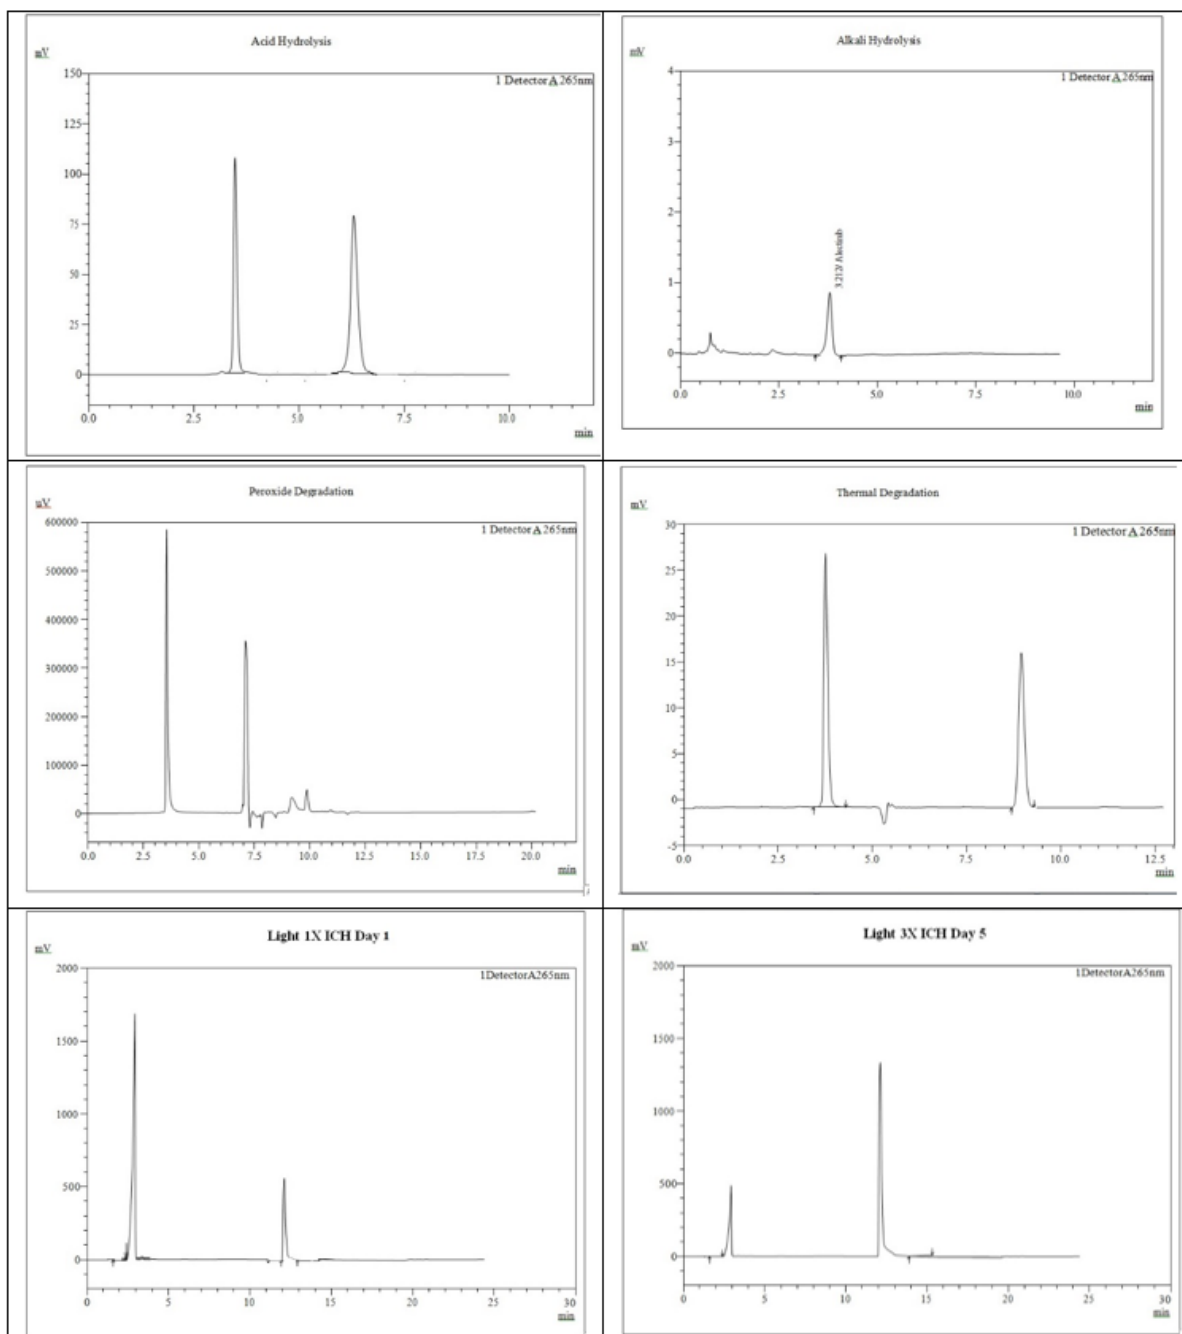 Acid Hydrolysis
mV
1 Detector A 265nm
150
125
100
75
50
25
0
0.0 2.5 5.0 7.5 10.0
min
Alkali Hydrolysis
mV
1 Detector A 265nm
4
3
2
1
0
3.212/ Alectinib
0.0 2.5 5.0 7.5 10.0
min
Peroxide Degradation
uV
1 Detector A 265nm
600000
500000
400000
300000
200000
100000
0
0.0 2.5 5.0 7.5 10.0 12.5 15.0 17.5 20.0
min
Thermal Degradation
mV
1 Detector A 265nm
30
25
20
15
10
5
0
-5
0.0 2.5 5.0 7.5 10.0 12.5
min
Light 1X ICH Day 1
mV
1DetectorA265nm
2000
1500
1000
500
0
0 5 10 15 20 25 30
min
Light 3X ICH Day 5
mV
1DetectorA265nm
2000
1500
1000
500
0
0 5 10 15 20 25 30
min